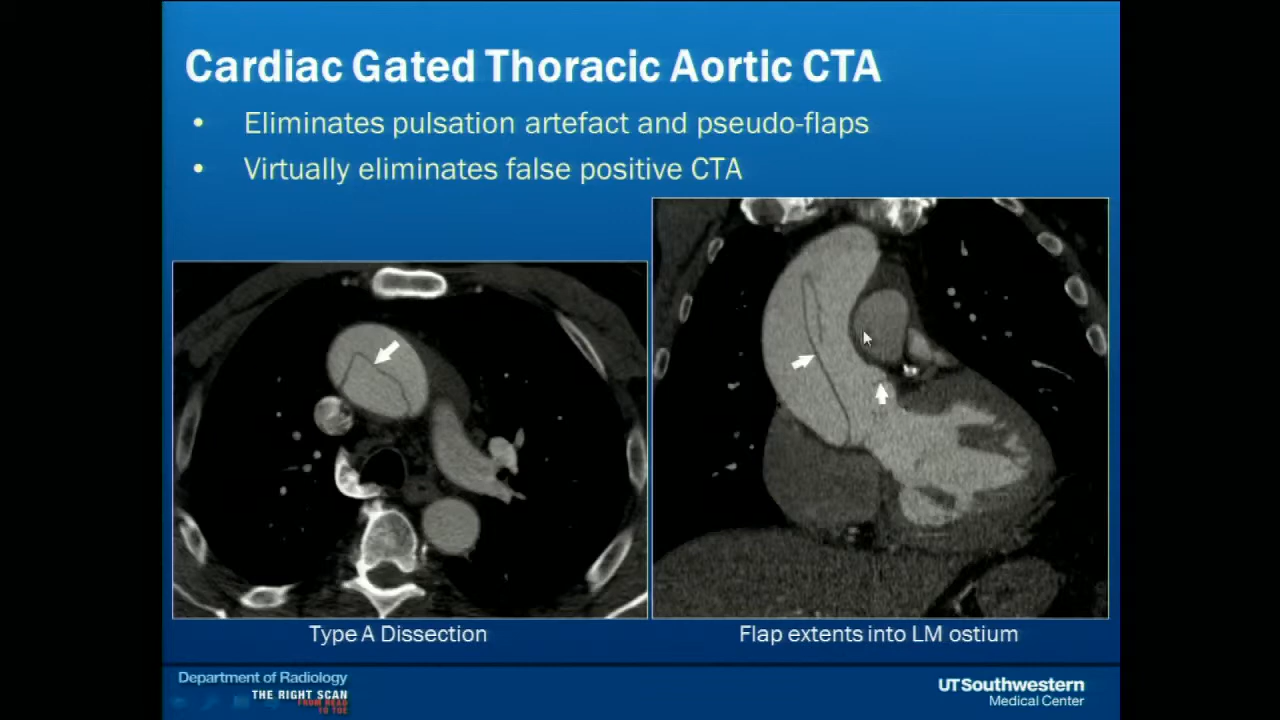 Cardiac Gated Thoracic Aortic CTA
• Eliminates pulsation artefact and pseudo-flaps
• Virtually eliminates false positive CTA
Type A Dissection
Flap extents into LM ostium
Department of Radiology
THE RIGHT SCAN
FROM HEAD
TO TOE
UTSouthwestern
Medical Center